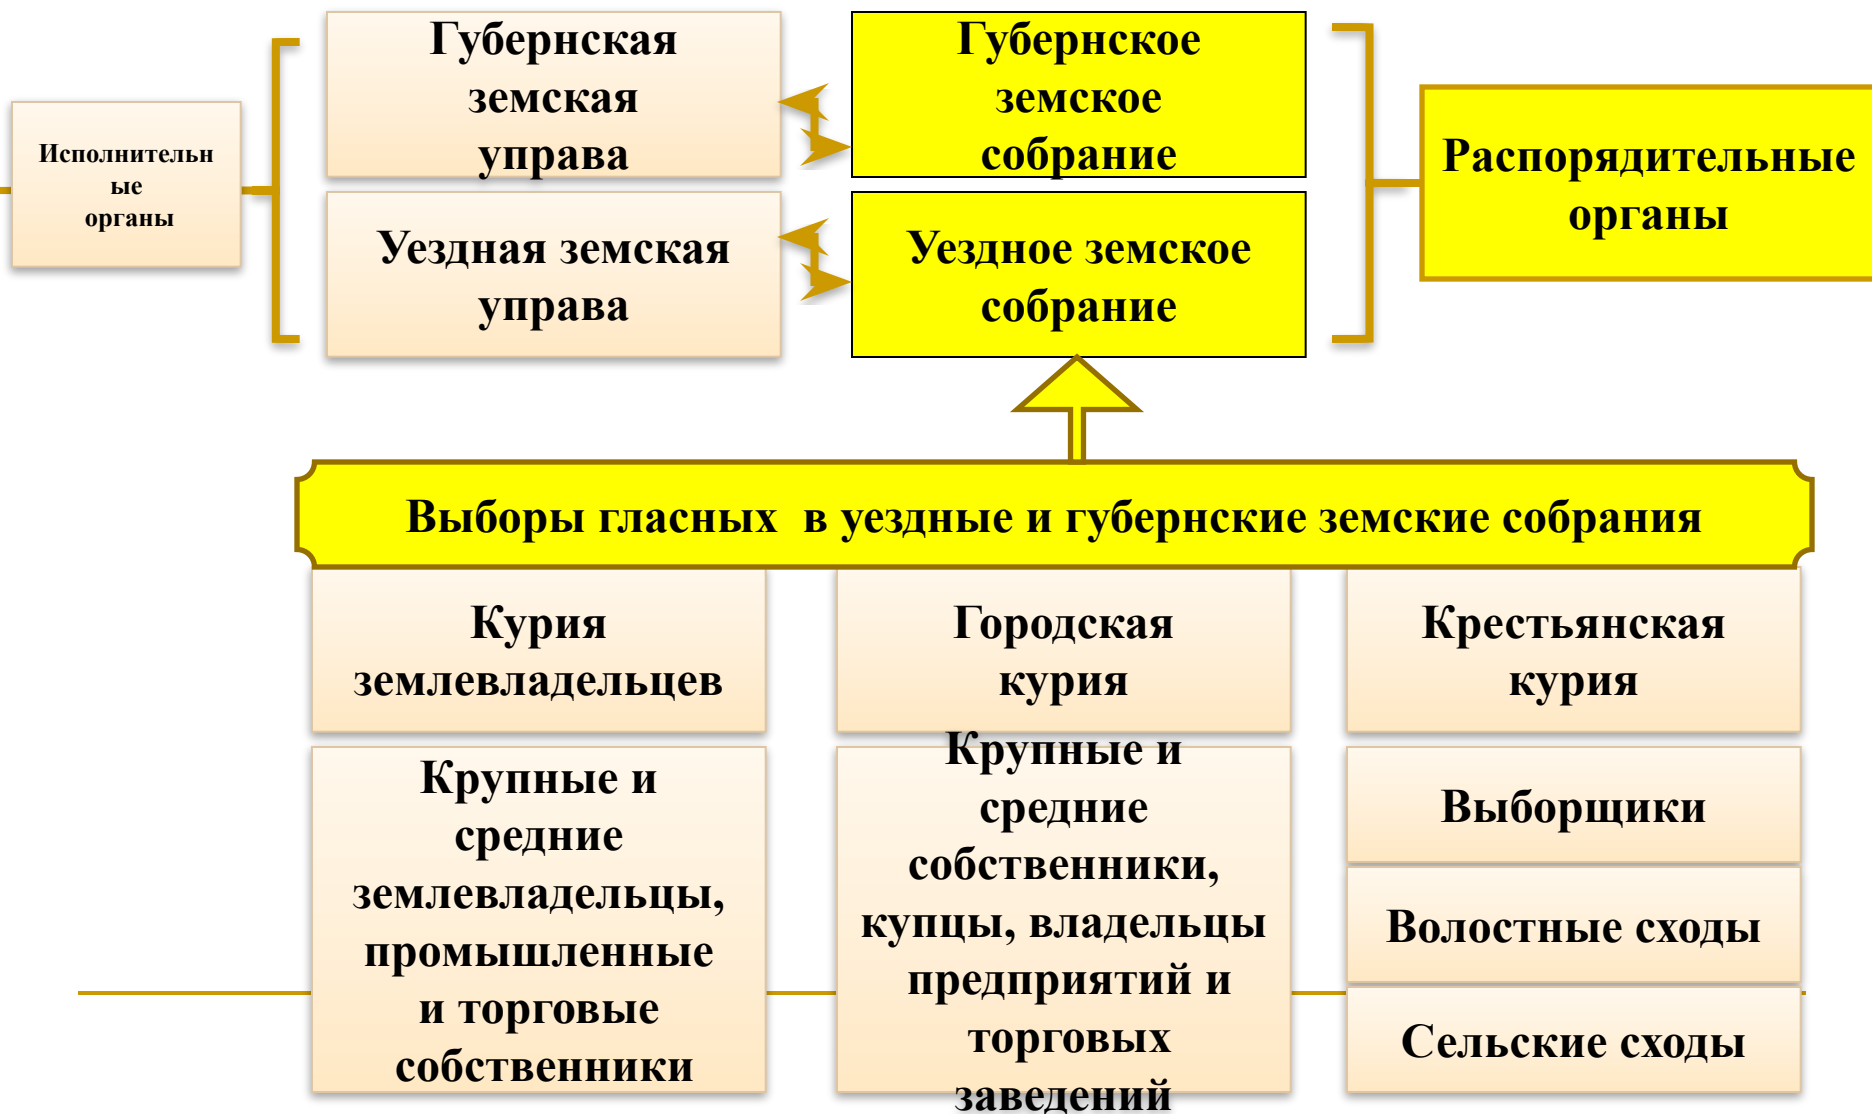 Губернская
земская
управа
Губернское
земское
собрание
Исполнительн
ые
органы
Распорядительные
органы
Уездная земская
управа
Уездное земское
собрание
Выборы гласных  в уездные и губернские земские собрания
Курия
землевладельцев
Городская
курия
Крестьянская
курия
Крупные и
средние
землевладельцы,
промышленные
и торговые
собственники
Крупные и
средние
собственники,
купцы, владельцы
предприятий и
торговых
заведений
Выборщики
Волостные сходы
Сельские сходы